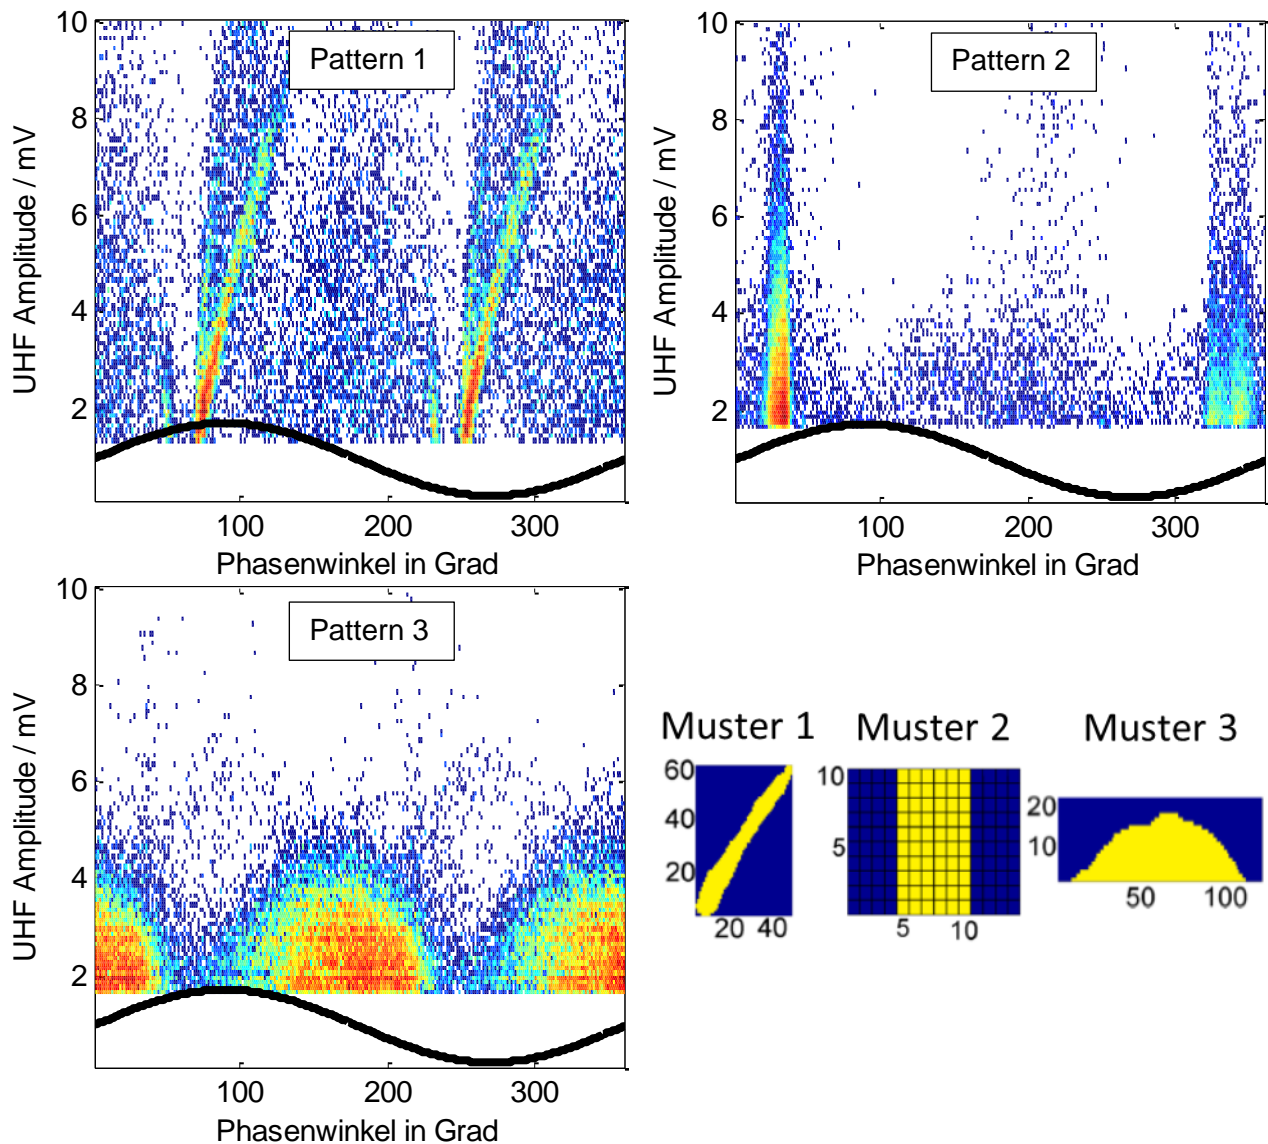 Pattern 1
UHF Amplitude / mV
10
8
6
4
2
100 200 300
Phasenwinkel in Grad
Pattern 2
UHF Amplitude / mV
10
8
6
4
2
100 200 300
Phasenwinkel in Grad
Pattern 3
UHF Amplitude / mV
10
8
6
4
2
100 200 300
Phasenwinkel in Grad
Muster 1
60
40
20
20 40
Muster 2
10
5
5 10
Muster 3
20
10
50 100